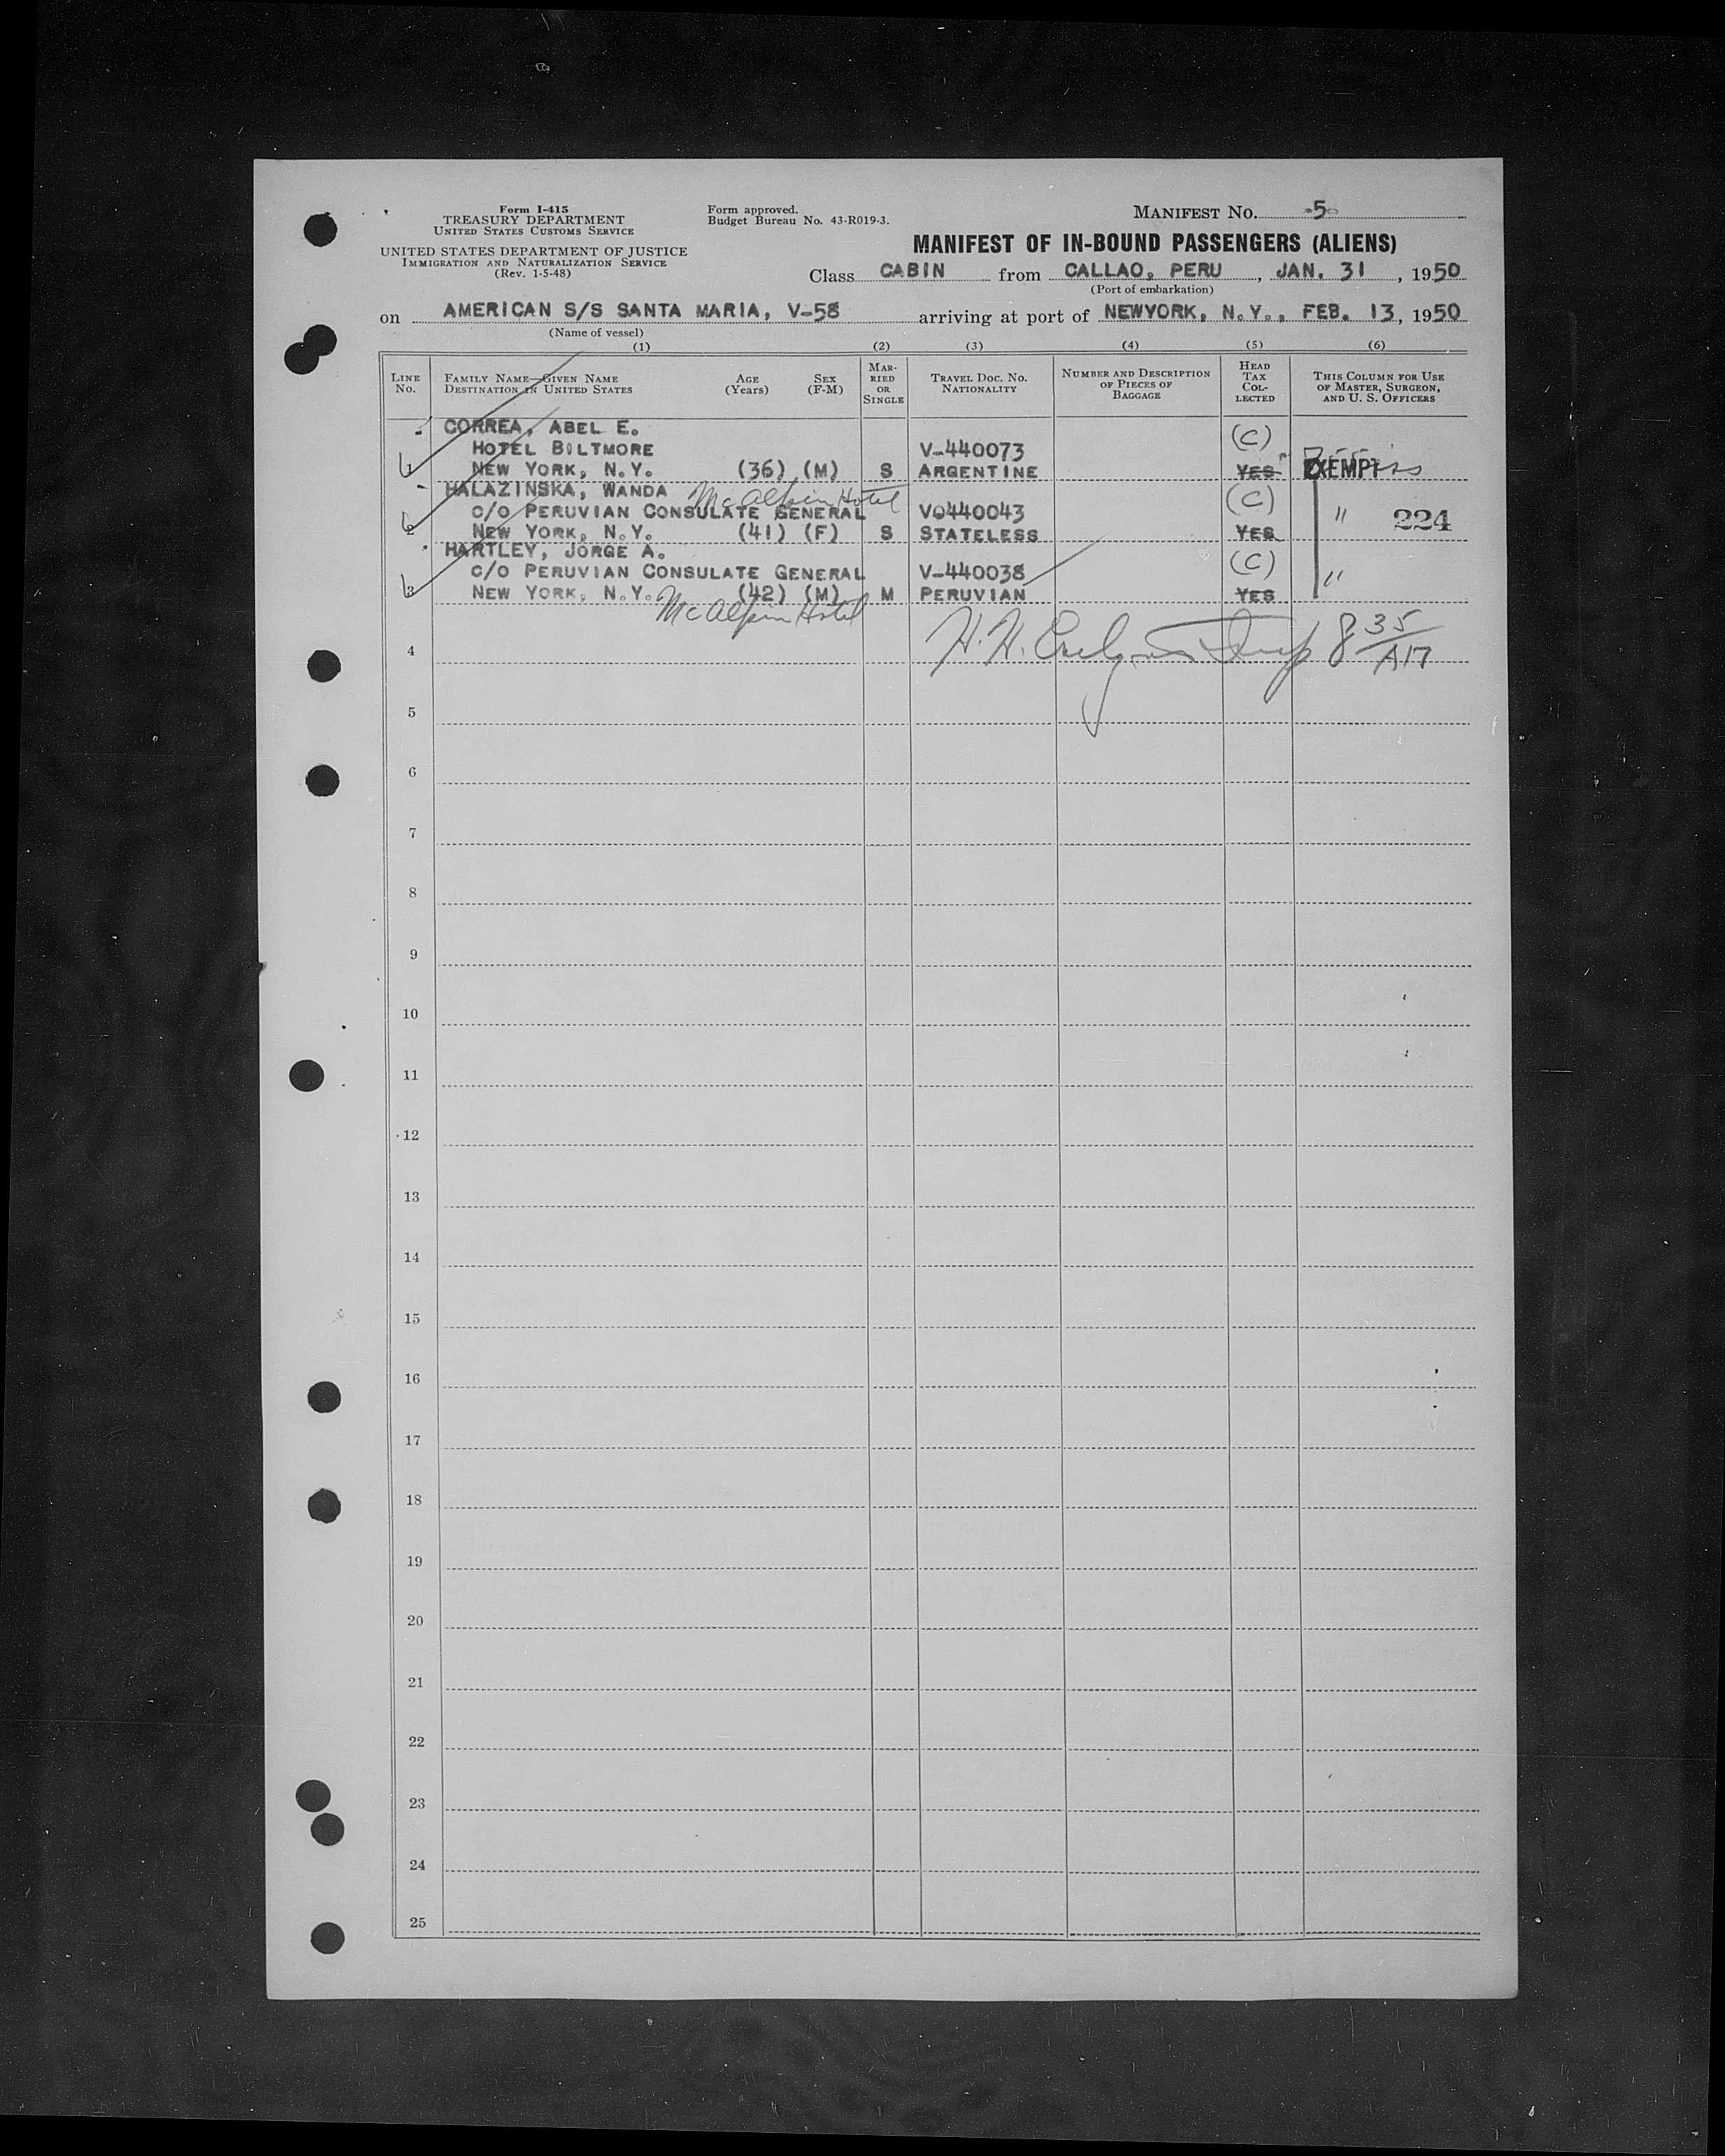 Form I-415
TREASURY DEPARTMENT
UNITED STATES CUSTOMS SERVICE
UNITED STATES DEPARTMENT OF JUSTICE
IMMIGRATION AND NATURALIZATION SERVICE
(Rev. 1-5-48)
Form approved.
Budget Bureau No. 43-R019-3.
MANIFEST No. 5
MANIFEST OF IN-BOUND PASSENGERS (ALIENS)
Class CABIN from CALLAO, PERU, JAN. 31, 1950
(Port of embarkation)
on AMERICAN S/S SANTA MARIA, V-58 arriving at port of NEWYORK, N.Y., FEB. 13, 1950
(Name of vessel)
(1) (2) (3) (4) (5) (6)
LINE No.
FAMILY NAME—GIVEN NAME
DESTINATION IN UNITED STATES
AGE (Years)
SEX (F-M)
MARRIED OR SINGLE
TRAVEL DOC. NO. NATIONALITY
NUMBER AND DESCRIPTION OF PIECES OF BAGGAGE
HEAD TAX COLLECTED
THIS COLUMN FOR USE OF MASTER, SURGEON, AND U. S. OFFICERS
CORREA, ABEL E.
HOTEL BILTMORE V-440073 (C)
1 NEW YORK, N.Y. (36) (M) S ARGENTINE YES EXEMPT
HALAZINSKA, WANDA McAlpin Hotel (C)
C/O PERUVIAN CONSULATE GENERAL V0440043 " 224
2 NEW YORK, N.Y. (41) (F) S STATELESS YES
HARTLEY, JORGE A. (C)
C/O PERUVIAN CONSULATE GENERAL V-440038 "
3 NEW YORK, N.Y. (42) (M) M PERUVIAN YES
McAlpin Hotel
4 H. H. 8 35/A17
5
6
7
8
9
10
11
12
13
14
15
16
17
18
19
20
21
22
23
24
25